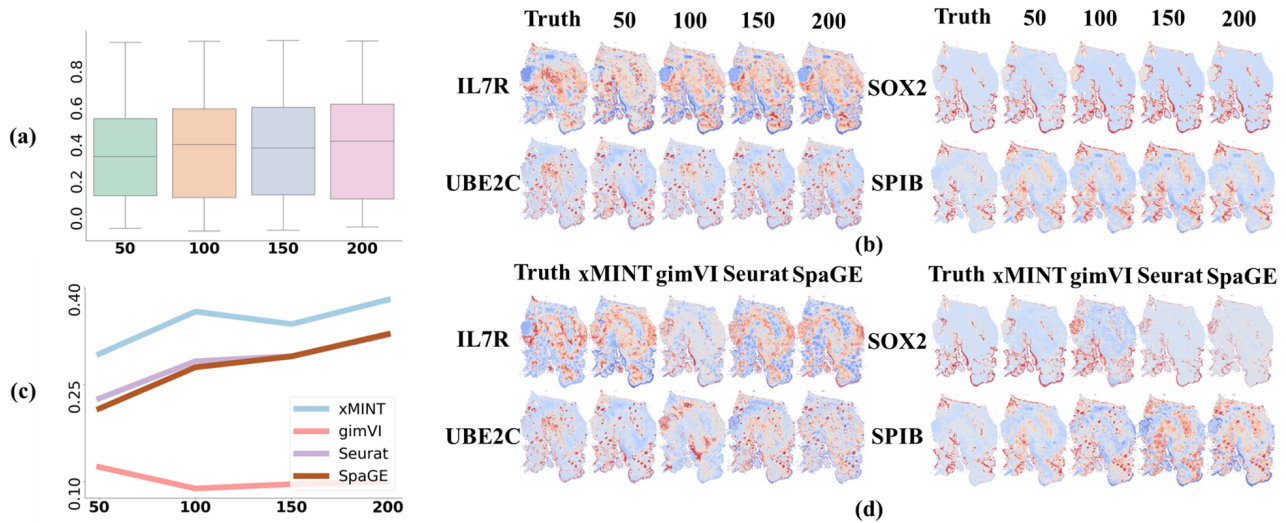 (a)
0.8
0.6
0.4
0.2
0.0
50 100 150 200
Truth 50 100 150 200
IL7R
UBE2C
Truth 50 100 150 200
SOX2
SPIB
(b)
(c)
0.40
0.25
0.10
xMINT
gimVI
Seurat
SpaGE
50 100 150 200
Truth xMINT gimVI Seurat SpaGE
IL7R
UBE2C
Truth xMINT gimVI Seurat SpaGE
SOX2
SPIB
(d)